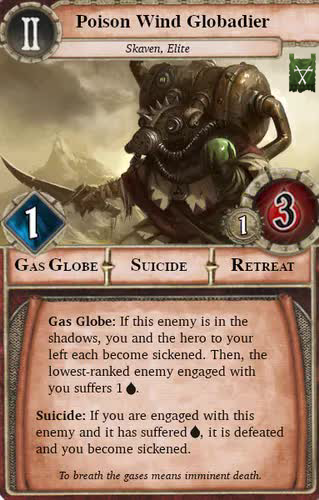 II
Poison Wind Globadier
Skaven, Elite
1
1
3
GAS GLOBE SUICIDE RETREAT
Gas Globe: If this enemy is in the
shadows, you and the hero to your
left each become sickened. Then, the
lowest-ranked enemy engaged with
you suffers 1 .
Suicide: If you are engaged with this
enemy and it has suffered , it is defeated
and you become sickened.
To breath the gases means imminent death.